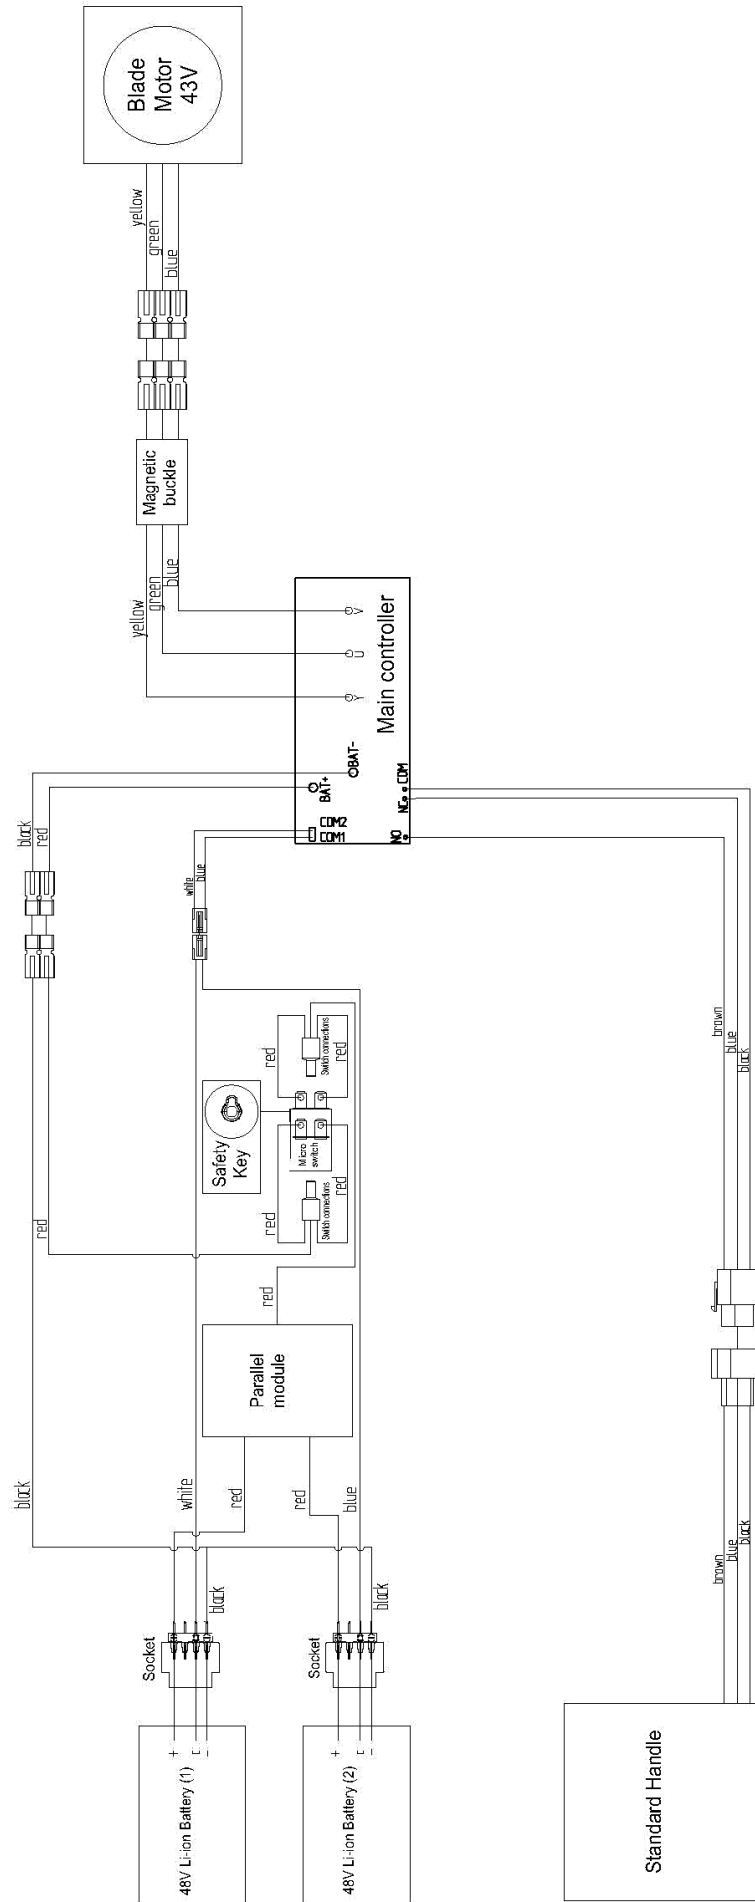 Blade
Motor
43V
yellow
green
blue
Magnetic
buckle
yellow
green
blue
V
U
Y
Main controller
BAT-
BAT+
COM2
COM1
COM
NC
NO
black
red
white
blue
red
Switch connections
red
Safety
Key
Micro
switch
red
Switch connections
red
red
red
Parallel
module
black
white
red
red
blue
black
black
Socket
Socket
+
-
48V Li-ion Battery (1)
+
-
48V Li-ion Battery (2)
brown
blue
black
brown
blue
black
Standard Handle